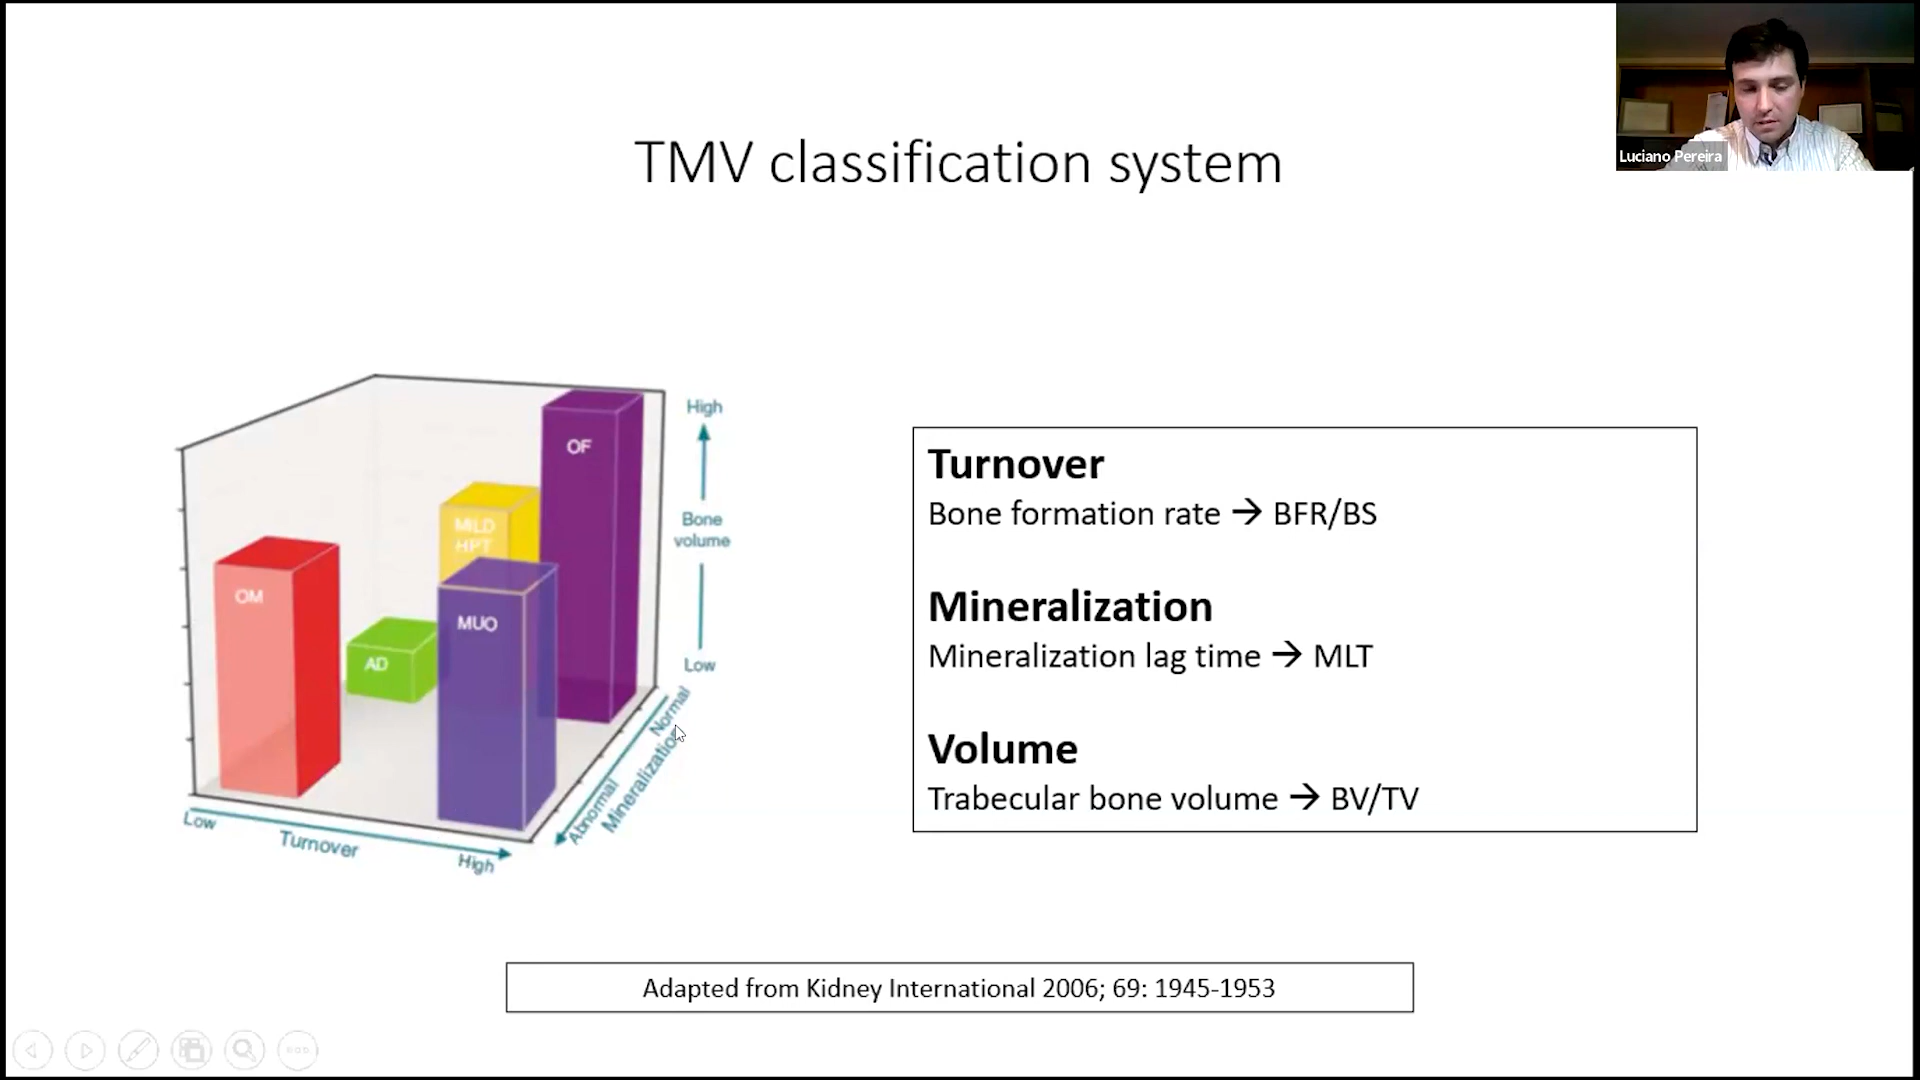 Luciano Pereira
TMV classification system
High
Bone
volume
Low
OF
MILD
HPT
OM
MUO
AD
Normal
Mineralization
Abnormal
Low
Turnover
High
Turnover
Bone formation rate → BFR/BS
Mineralization
Mineralization lag time → MLT
Volume
Trabecular bone volume → BV/TV
Adapted from Kidney International 2006; 69: 1945-1953